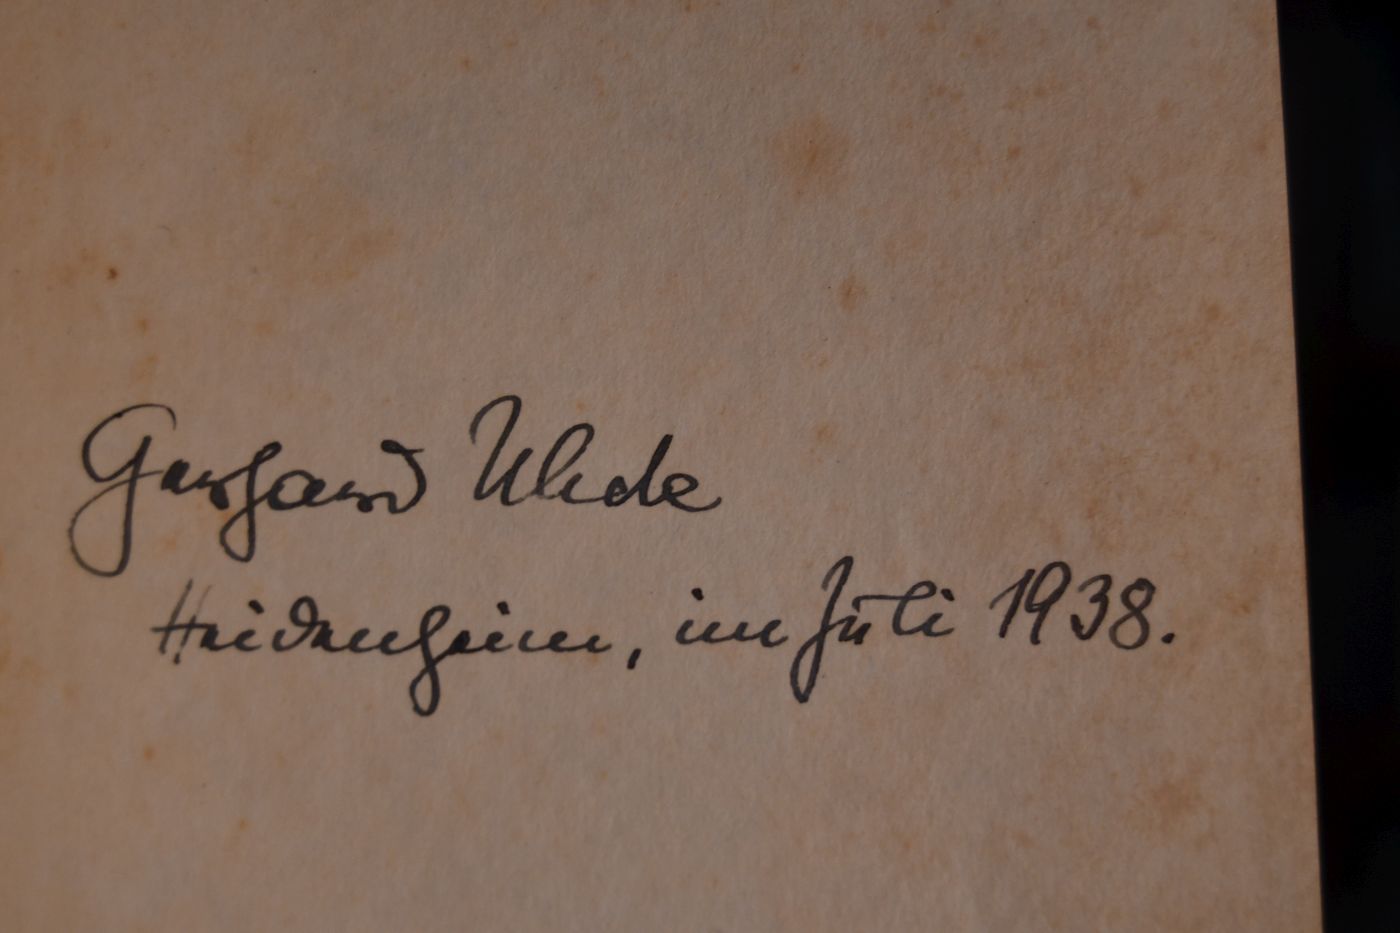 Gerhard Uhde
Heidenheim, im Juli 1938.